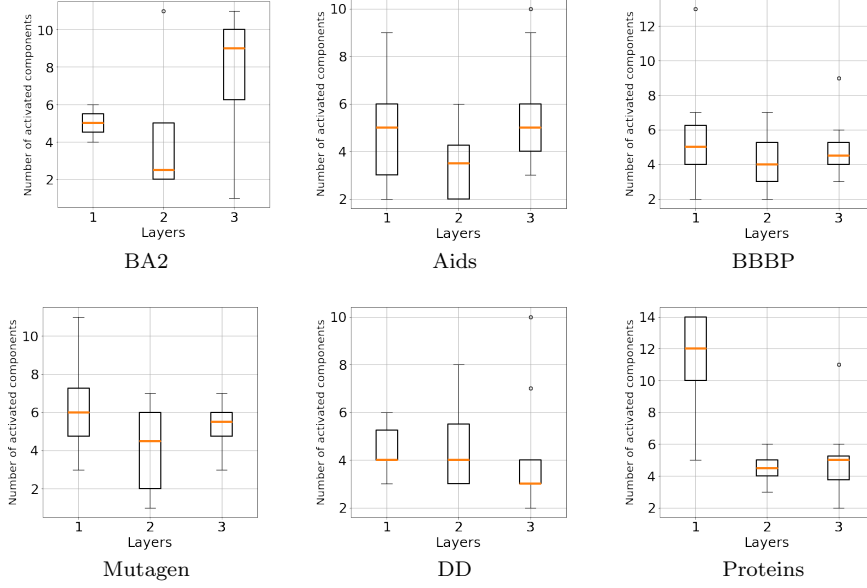 Number of activated components
10
8
6
4
2
1 2 3
Layers
BA2
Number of activated components
10
8
6
4
2
1 2 3
Layers
Aids
Number of activated components
12
10
8
6
4
2
1 2 3
Layers
BBBP
Number of activated components
10
8
6
4
2
1 2 3
Layers
Mutagen
Number of activated components
10
8
6
4
2
1 2 3
Layers
DD
Number of activated components
14
12
10
8
6
4
2
1 2 3
Layers
Proteins